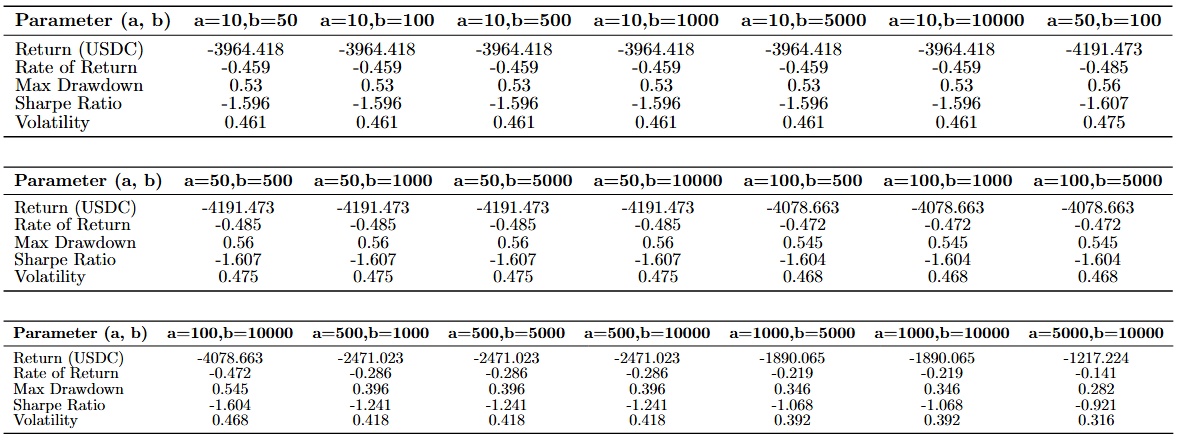 Parameter (a, b) a=10,b=50 a=10,b=100 a=10,b=500 a=10,b=1000 a=10,b=5000 a=10,b=10000 a=50,b=100
Return (USDC) -3964.418 -3964.418 -3964.418 -3964.418 -3964.418 -3964.418 -4191.473
Rate of Return -0.459 -0.459 -0.459 -0.459 -0.459 -0.459 -0.485
Max Drawdown 0.53 0.53 0.53 0.53 0.53 0.53 0.56
Sharpe Ratio -1.596 -1.596 -1.596 -1.596 -1.596 -1.596 -1.607
Volatility 0.461 0.461 0.461 0.461 0.461 0.461 0.475
Parameter (a, b) a=50,b=500 a=50,b=1000 a=50,b=5000 a=50,b=10000 a=100,b=500 a=100,b=1000 a=100,b=5000
Return (USDC) -4191.473 -4191.473 -4191.473 -4191.473 -4078.663 -4078.663 -4078.663
Rate of Return -0.485 -0.485 -0.485 -0.485 -0.472 -0.472 -0.472
Max Drawdown 0.56 0.56 0.56 0.56 0.545 0.545 0.545
Sharpe Ratio -1.607 -1.607 -1.607 -1.607 -1.604 -1.604 -1.604
Volatility 0.475 0.475 0.475 0.475 0.468 0.468 0.468
Parameter (a, b) a=100,b=10000 a=500,b=1000 a=500,b=5000 a=500,b=10000 a=1000,b=5000 a=1000,b=10000 a=5000,b=10000
Return (USDC) -4078.663 -2471.023 -2471.023 -2471.023 -1890.065 -1890.065 -1217.224
Rate of Return -0.472 -0.286 -0.286 -0.286 -0.219 -0.219 -0.141
Max Drawdown 0.545 0.396 0.396 0.396 0.346 0.346 0.282
Sharpe Ratio -1.604 -1.241 -1.241 -1.241 -1.068 -1.068 -0.921
Volatility 0.468 0.418 0.418 0.418 0.392 0.392 0.316